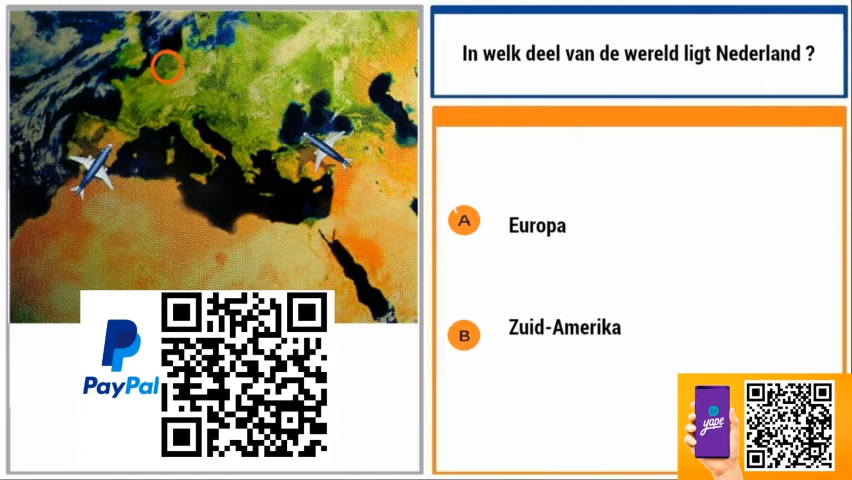 In welk deel van de wereld ligt Nederland ?
A Europa
B Zuid-Amerika
PayPal
yape